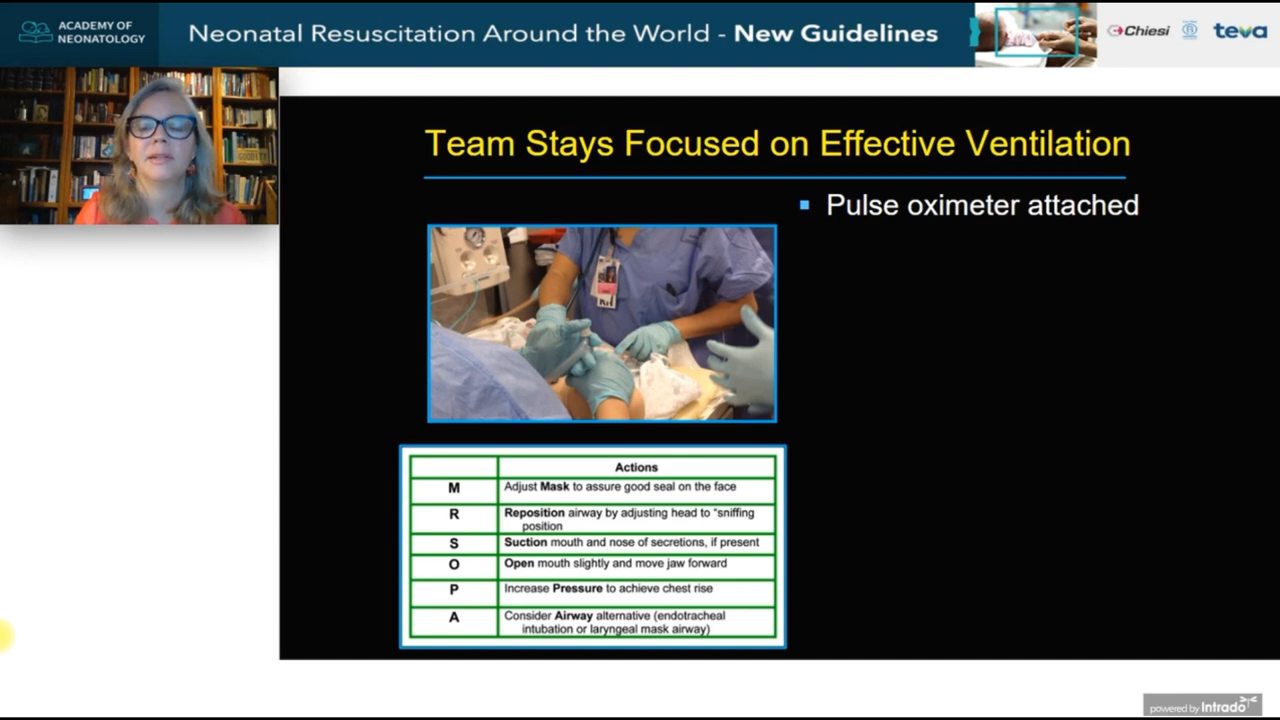 ACADEMY OF
NEONATOLOGY
Neonatal Resuscitation Around the World - New Guidelines
Chiesi
teva
Team Stays Focused on Effective Ventilation
Pulse oximeter attached
Actions
M Adjust Mask to assure good seal on the face
R Reposition airway by adjusting head to "sniffing
position
S Suction mouth and nose of secretions, if present
O Open mouth slightly and move jaw forward
P Increase Pressure to achieve chest rise
A Consider Airway alternative (endotracheal
intubation or laryngeal mask airway)
powered by Intrado